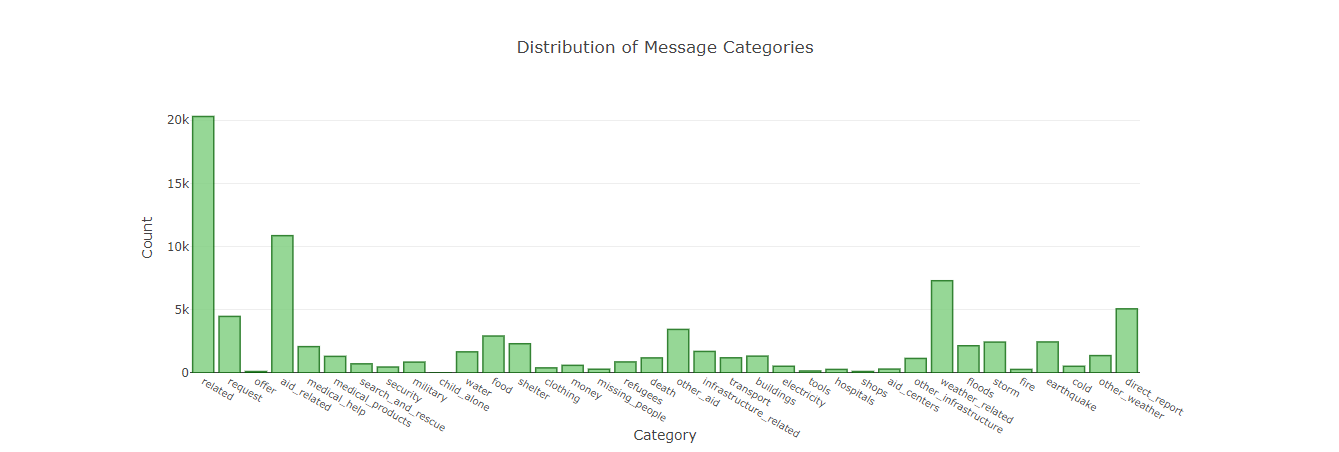 Distribution of Message Categories
20k
15k
10k
5k
0
Count
related
request
offer
aid_related
medical_help
medical_products
search_and_rescue
security
military
child_alone
water
food
shelter
clothing
money
missing_people
refugees
death
other_aid
infrastructure_related
transport
buildings
electricity
tools
hospitals
shops
aid_centers
other_infrastructure
weather_related
floods
storm
fire
earthquake
cold
other_weather
direct_report
Category